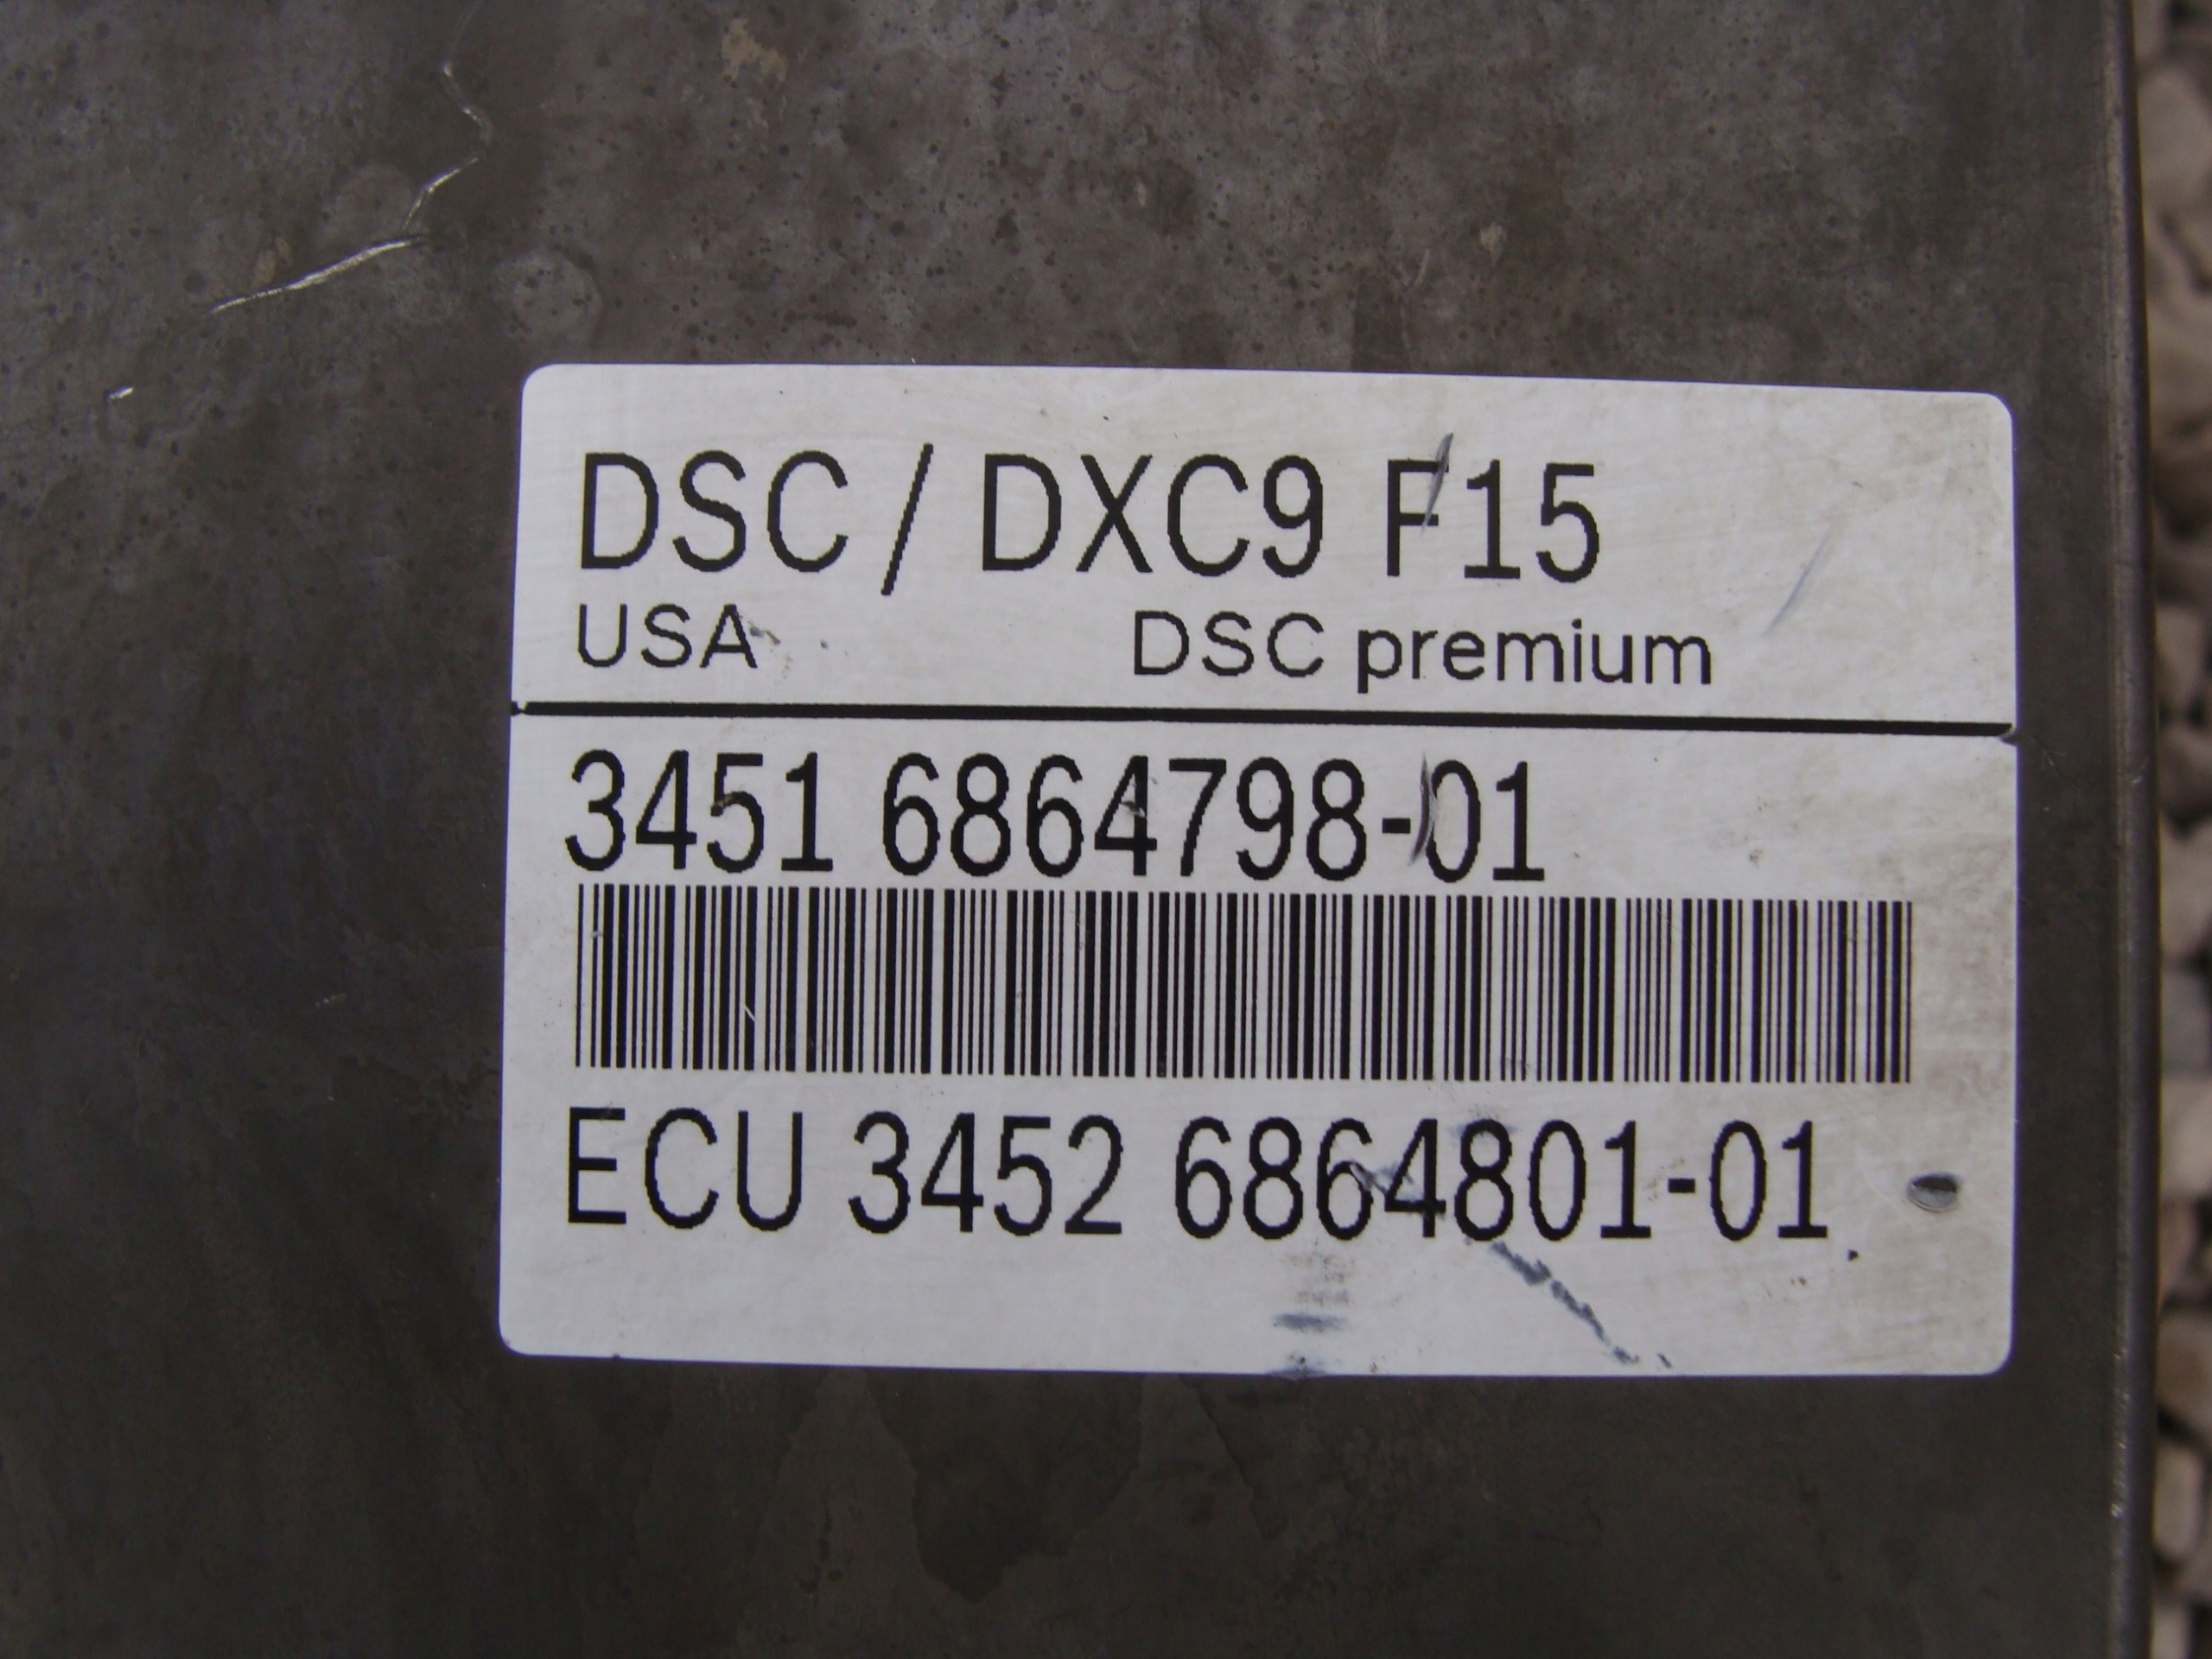 DSC / DXC9 F15
USA DSC premium
3451 6864798-01
ECU 3452 6864801-01